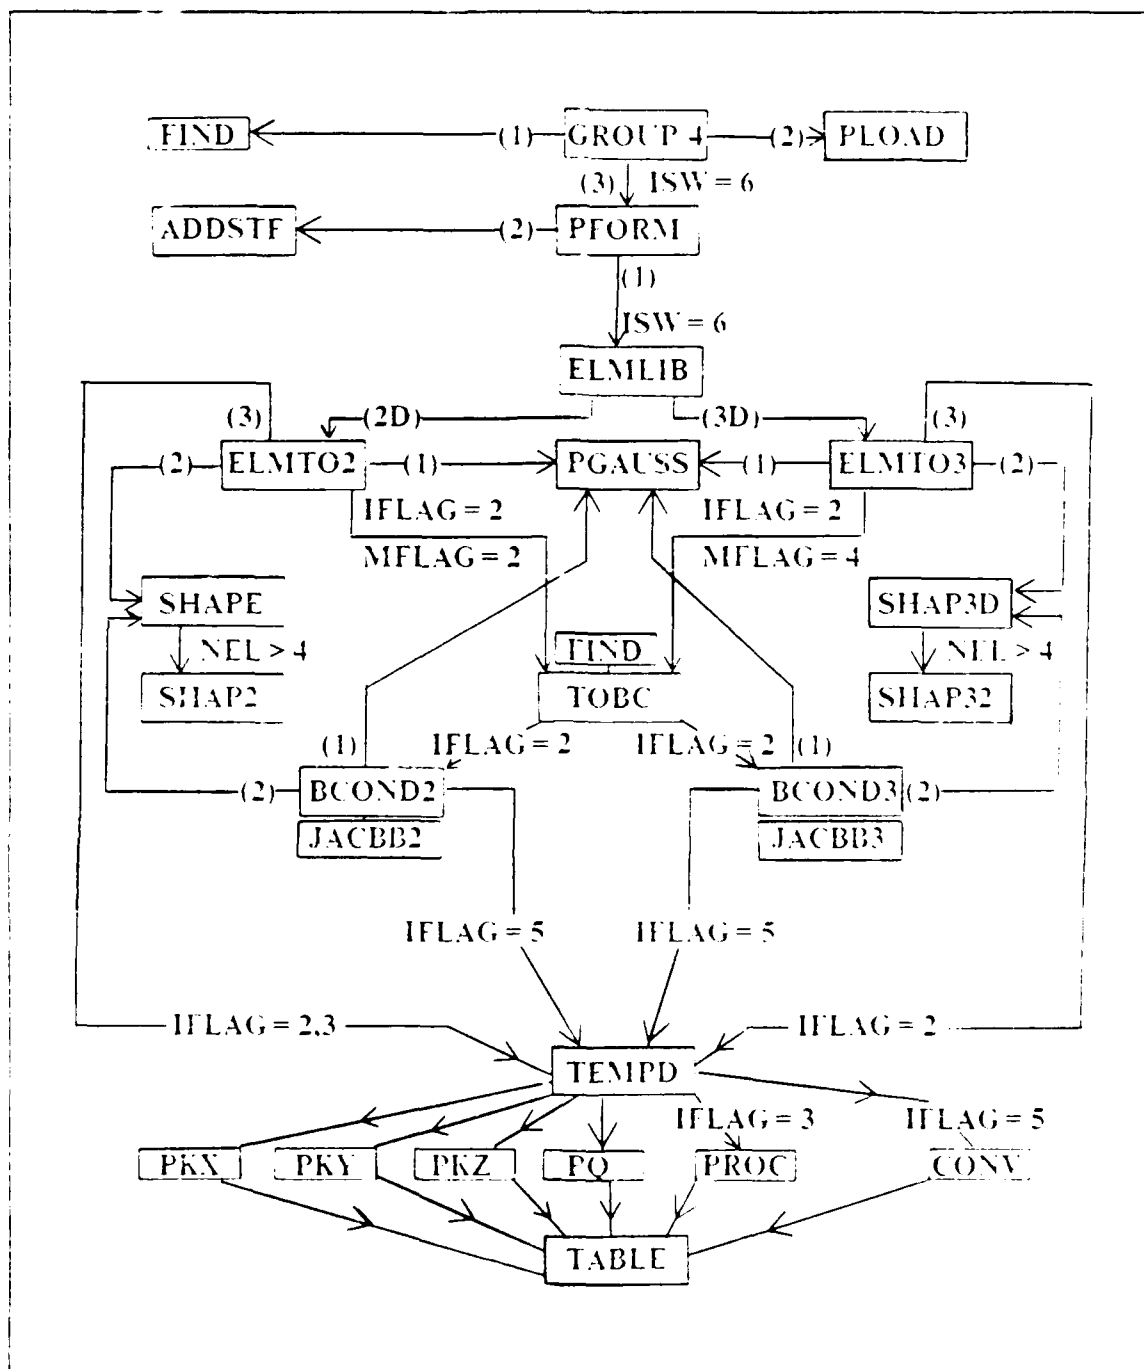 FIND (1) GROUP 4 (2) PLOAD
(3) ISW = 6
ADDSTF (2) PFORM
(1)
ISW = 6
ELMLIB
(3) (2D) (3D) (3)
(2) ELMTO2 (1) PGAUSS (1) ELMTO3 (2)
IFLAG = 2 IFLAG = 2
MFLAG = 2 MFLAG = 4
SHAPE SHAP3D
NEL > 4 FIND NEL > 4
SHAP2 TOBC SHAP32
(1) IFLAG = 2 IFLAG = 2 (1)
(2) BCOND2 BCOND3 (2)
JACBB2 JACBB3
IFLAG = 5 IFLAG = 5
IFLAG = 2,3 IFLAG = 2
TEMPD
IFLAG = 3 IFLAG = 5
PKX PKY PKZ PQ PROC CONV
TABLE